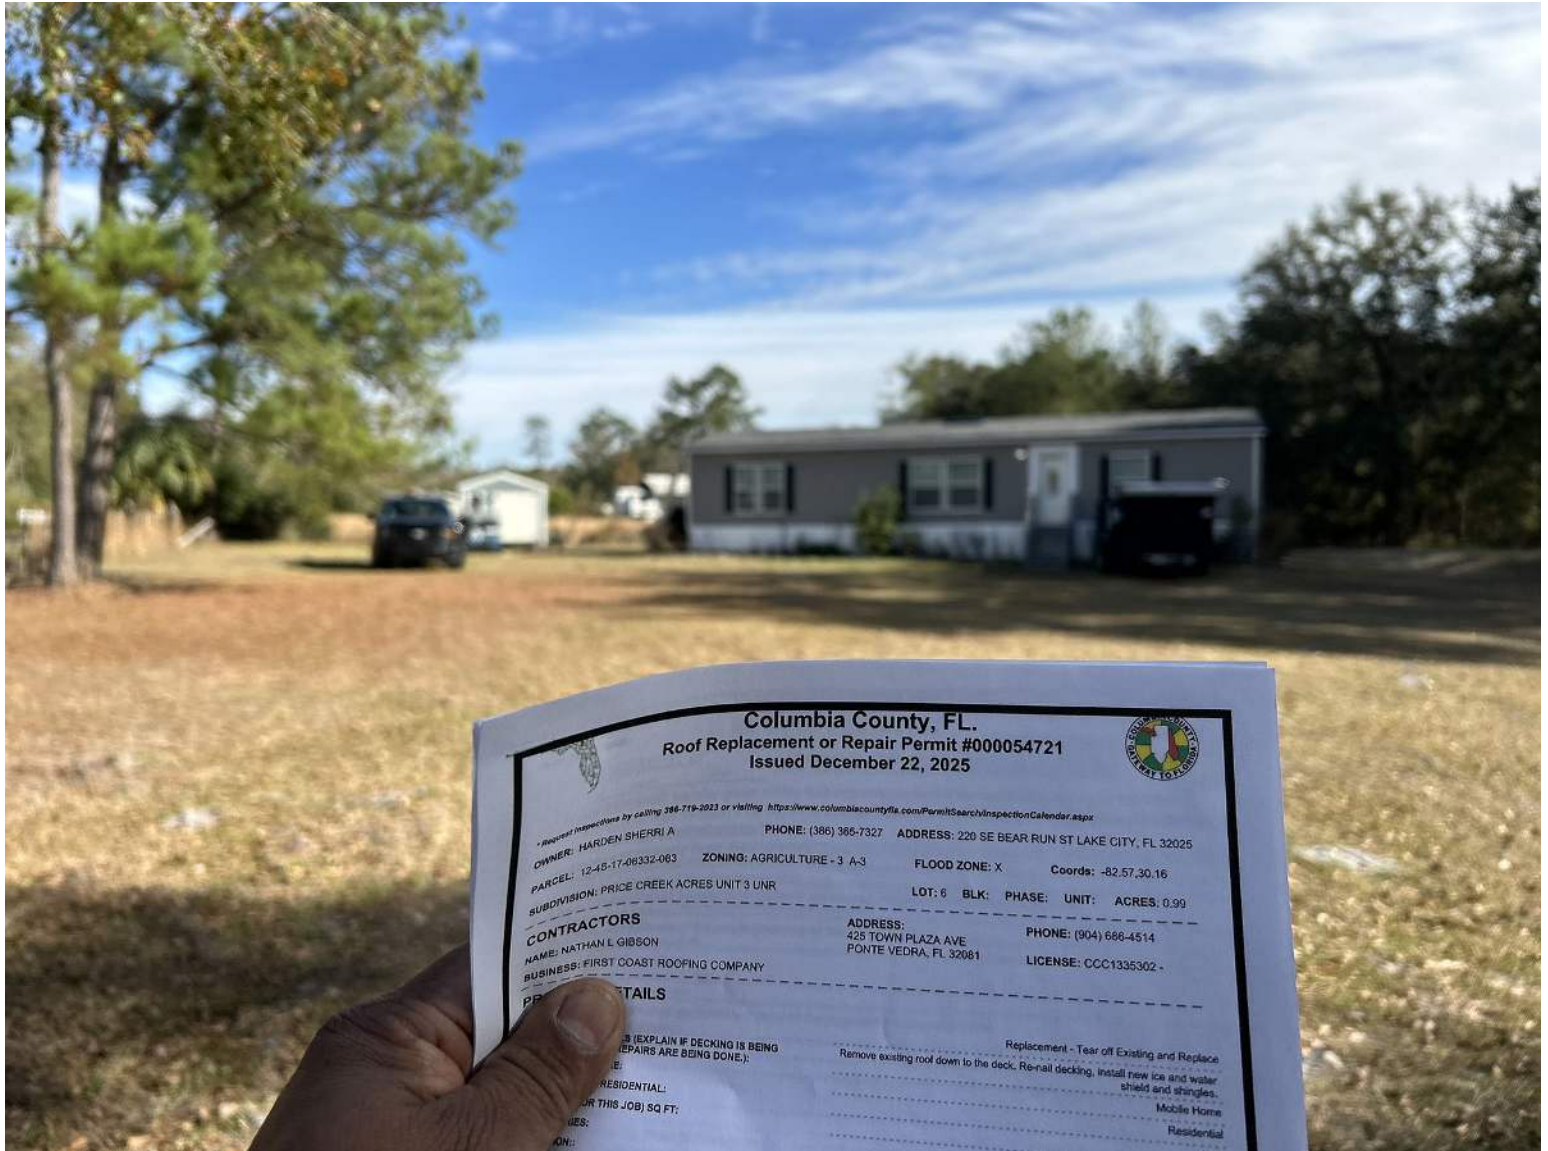 Columbia County, FL.
Roof Replacement or Repair Permit #000054721
Issued December 22, 2025
COLUMBIA COUNTY
GATEWAY TO FLORIDA
* Request Inspections by calling 386-719-2023 or visiting https://www.columbiacountyfla.com/PermitSearch/InspectionCalendar.aspx
OWNER: HARDEN SHERRI A PHONE: (386) 365-7327 ADDRESS: 220 SE BEAR RUN ST LAKE CITY, FL 32025
PARCEL: 12-4S-17-08332-063 ZONING: AGRICULTURE - 3 A-3 FLOOD ZONE: X Coords: -82.57,30.16
SUBDIVISION: PRICE CREEK ACRES UNIT 3 UNR LOT: 6 BLK: PHASE: UNIT: ACRES: 0.99
CONTRACTORS
NAME: NATHAN L GIBSON
BUSINESS: FIRST COAST ROOFING COMPANY
ADDRESS:
425 TOWN PLAZA AVE
PONTE VEDRA, FL 32081
PHONE: (904) 686-4514
LICENSE: CCC1335302 -
(EXPLAIN IF DECKING IS BEING
REPAIRS ARE BEING DONE.):
Replacement - Tear off Existing and Replace
Remove existing roof down to the deck. Re-nail decking, install new ice and water
shield and shingles.
Mobile Home
RESIDENTIAL: Residential
FOR THIS JOB) SQ FT: